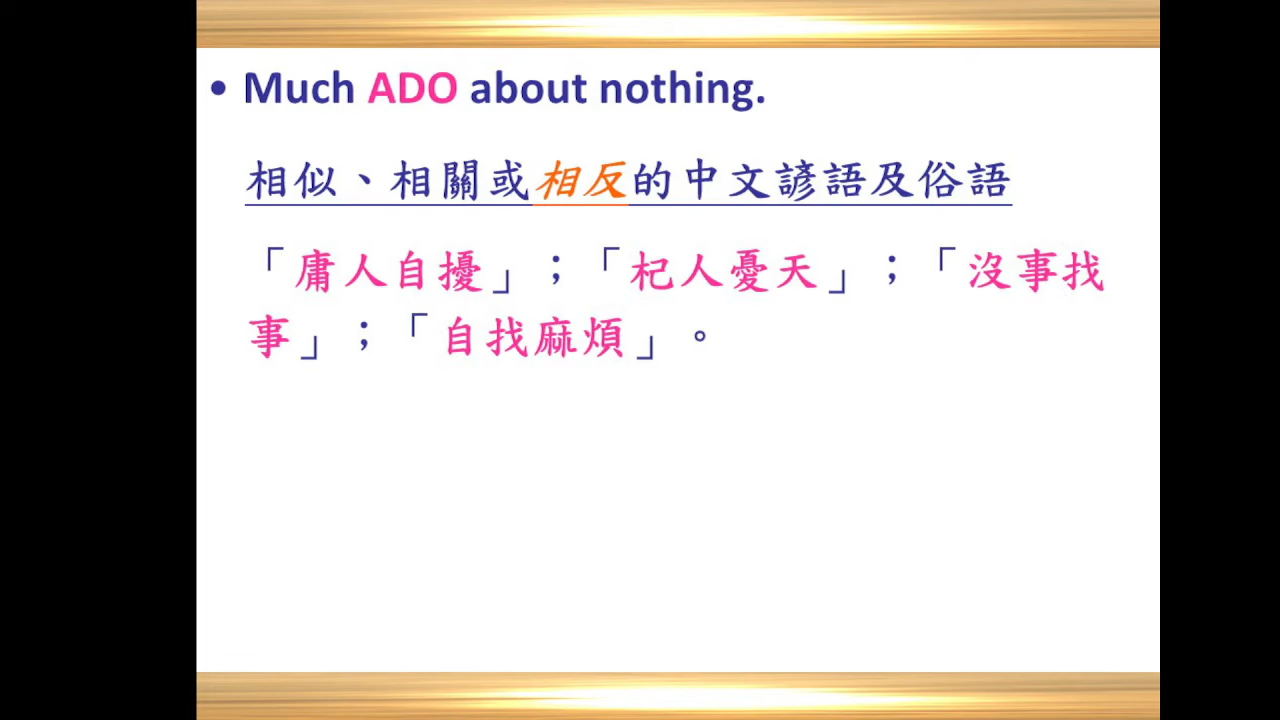 • Much ADO about nothing.
相似、相關或相反的中文諺語及俗語
「庸人自擾」；「杞人憂天」；「沒事找
事」；「自找麻煩」。